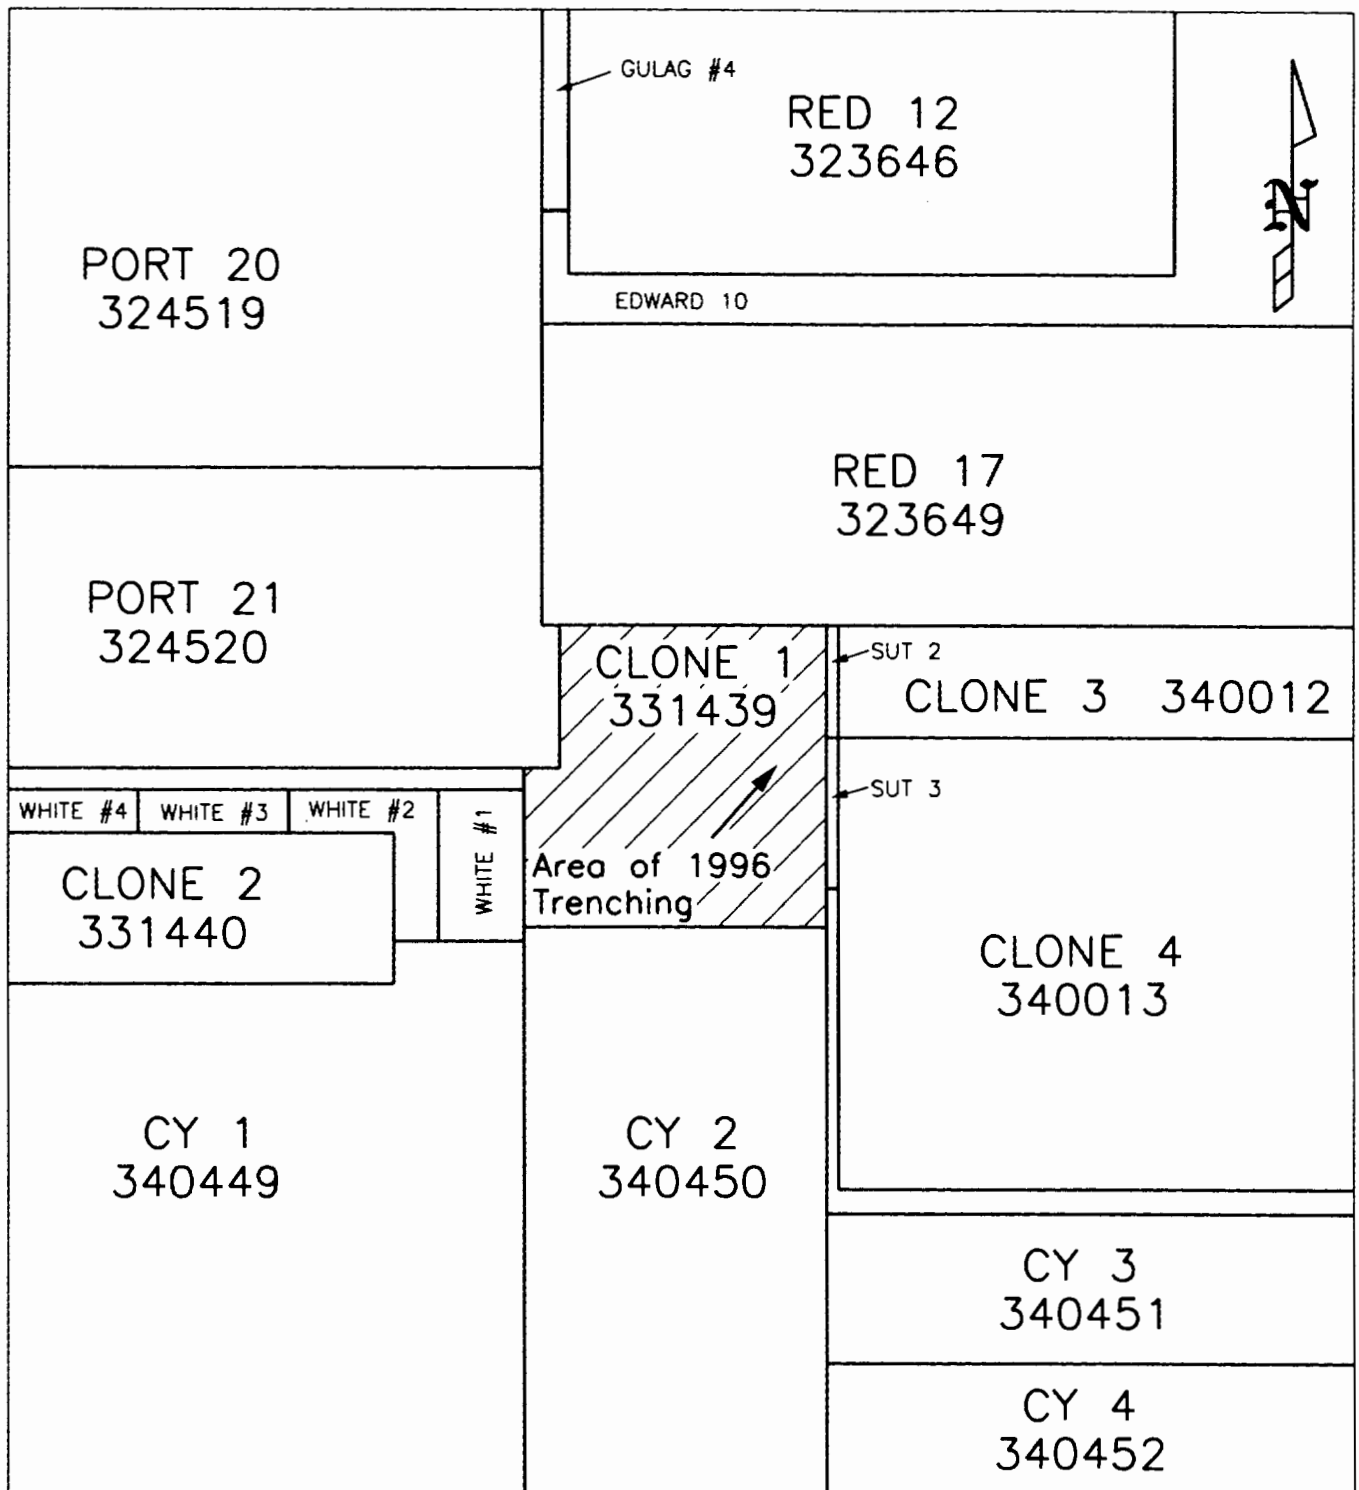 GULAG #4
RED 12
323646
N
PORT 20
324519
EDWARD 10
RED 17
323649
PORT 21
324520
CLONE 1
331439
SUT 2
CLONE 3 340012
SUT 3
WHITE #4
WHITE #3
WHITE #2
WHITE #1
Area of 1996
Trenching
CLONE 2
331440
CLONE 4
340013
CY 1
340449
CY 2
340450
CY 3
340451
CY 4
340452